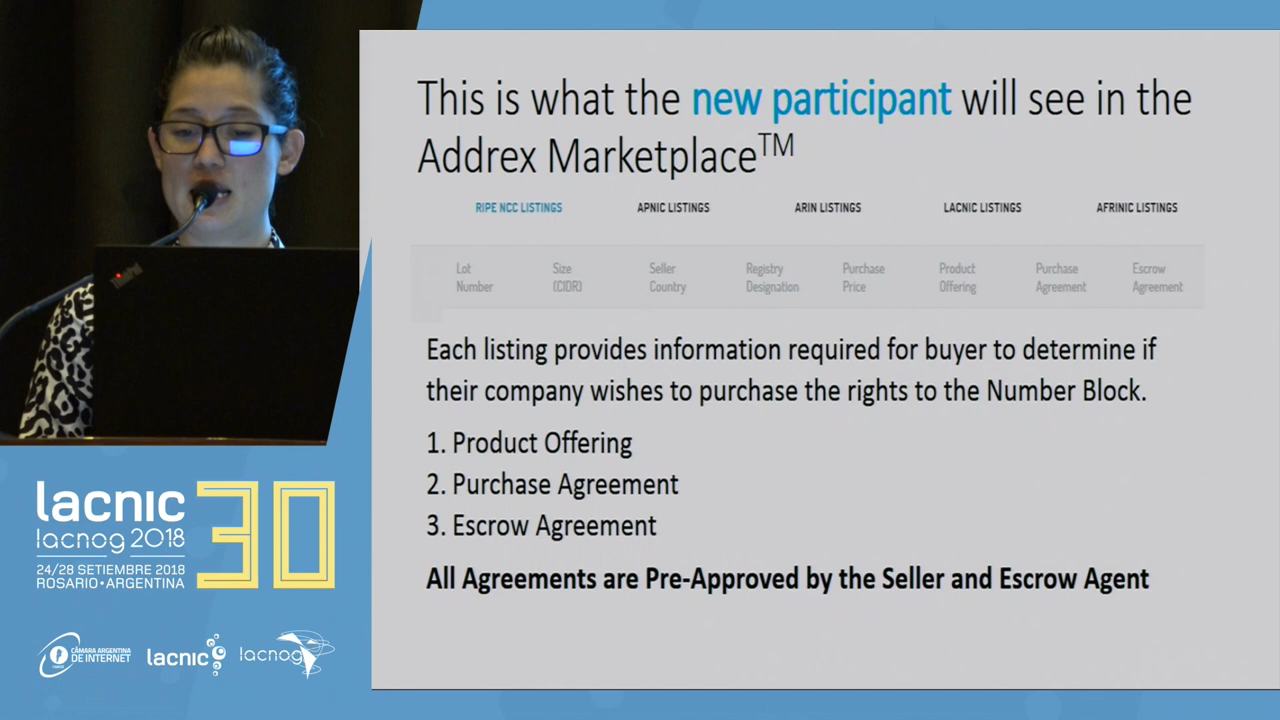 This is what the new participant will see in the
Addrex Marketplace™
RIPE NCC LISTINGS
APNIC LISTINGS
ARIN LISTINGS
LACNIC LISTINGS
AFRINIC LISTINGS
Lot Number
Size (CIDR)
Seller Country
Registry Designation
Purchase Price
Product Offering
Purchase Agreement
Escrow Agreement
Each listing provides information required for buyer to determine if
their company wishes to purchase the rights to the Number Block.
1. Product Offering
2. Purchase Agreement
3. Escrow Agreement
All Agreements are Pre-Approved by the Seller and Escrow Agent
lacnic 30
lacnog 2018
24/28 SETIEMBRE 2018
ROSARIO•ARGENTINA
CÁMARA ARGENTINA
DE INTERNET
lacnic
lacnog